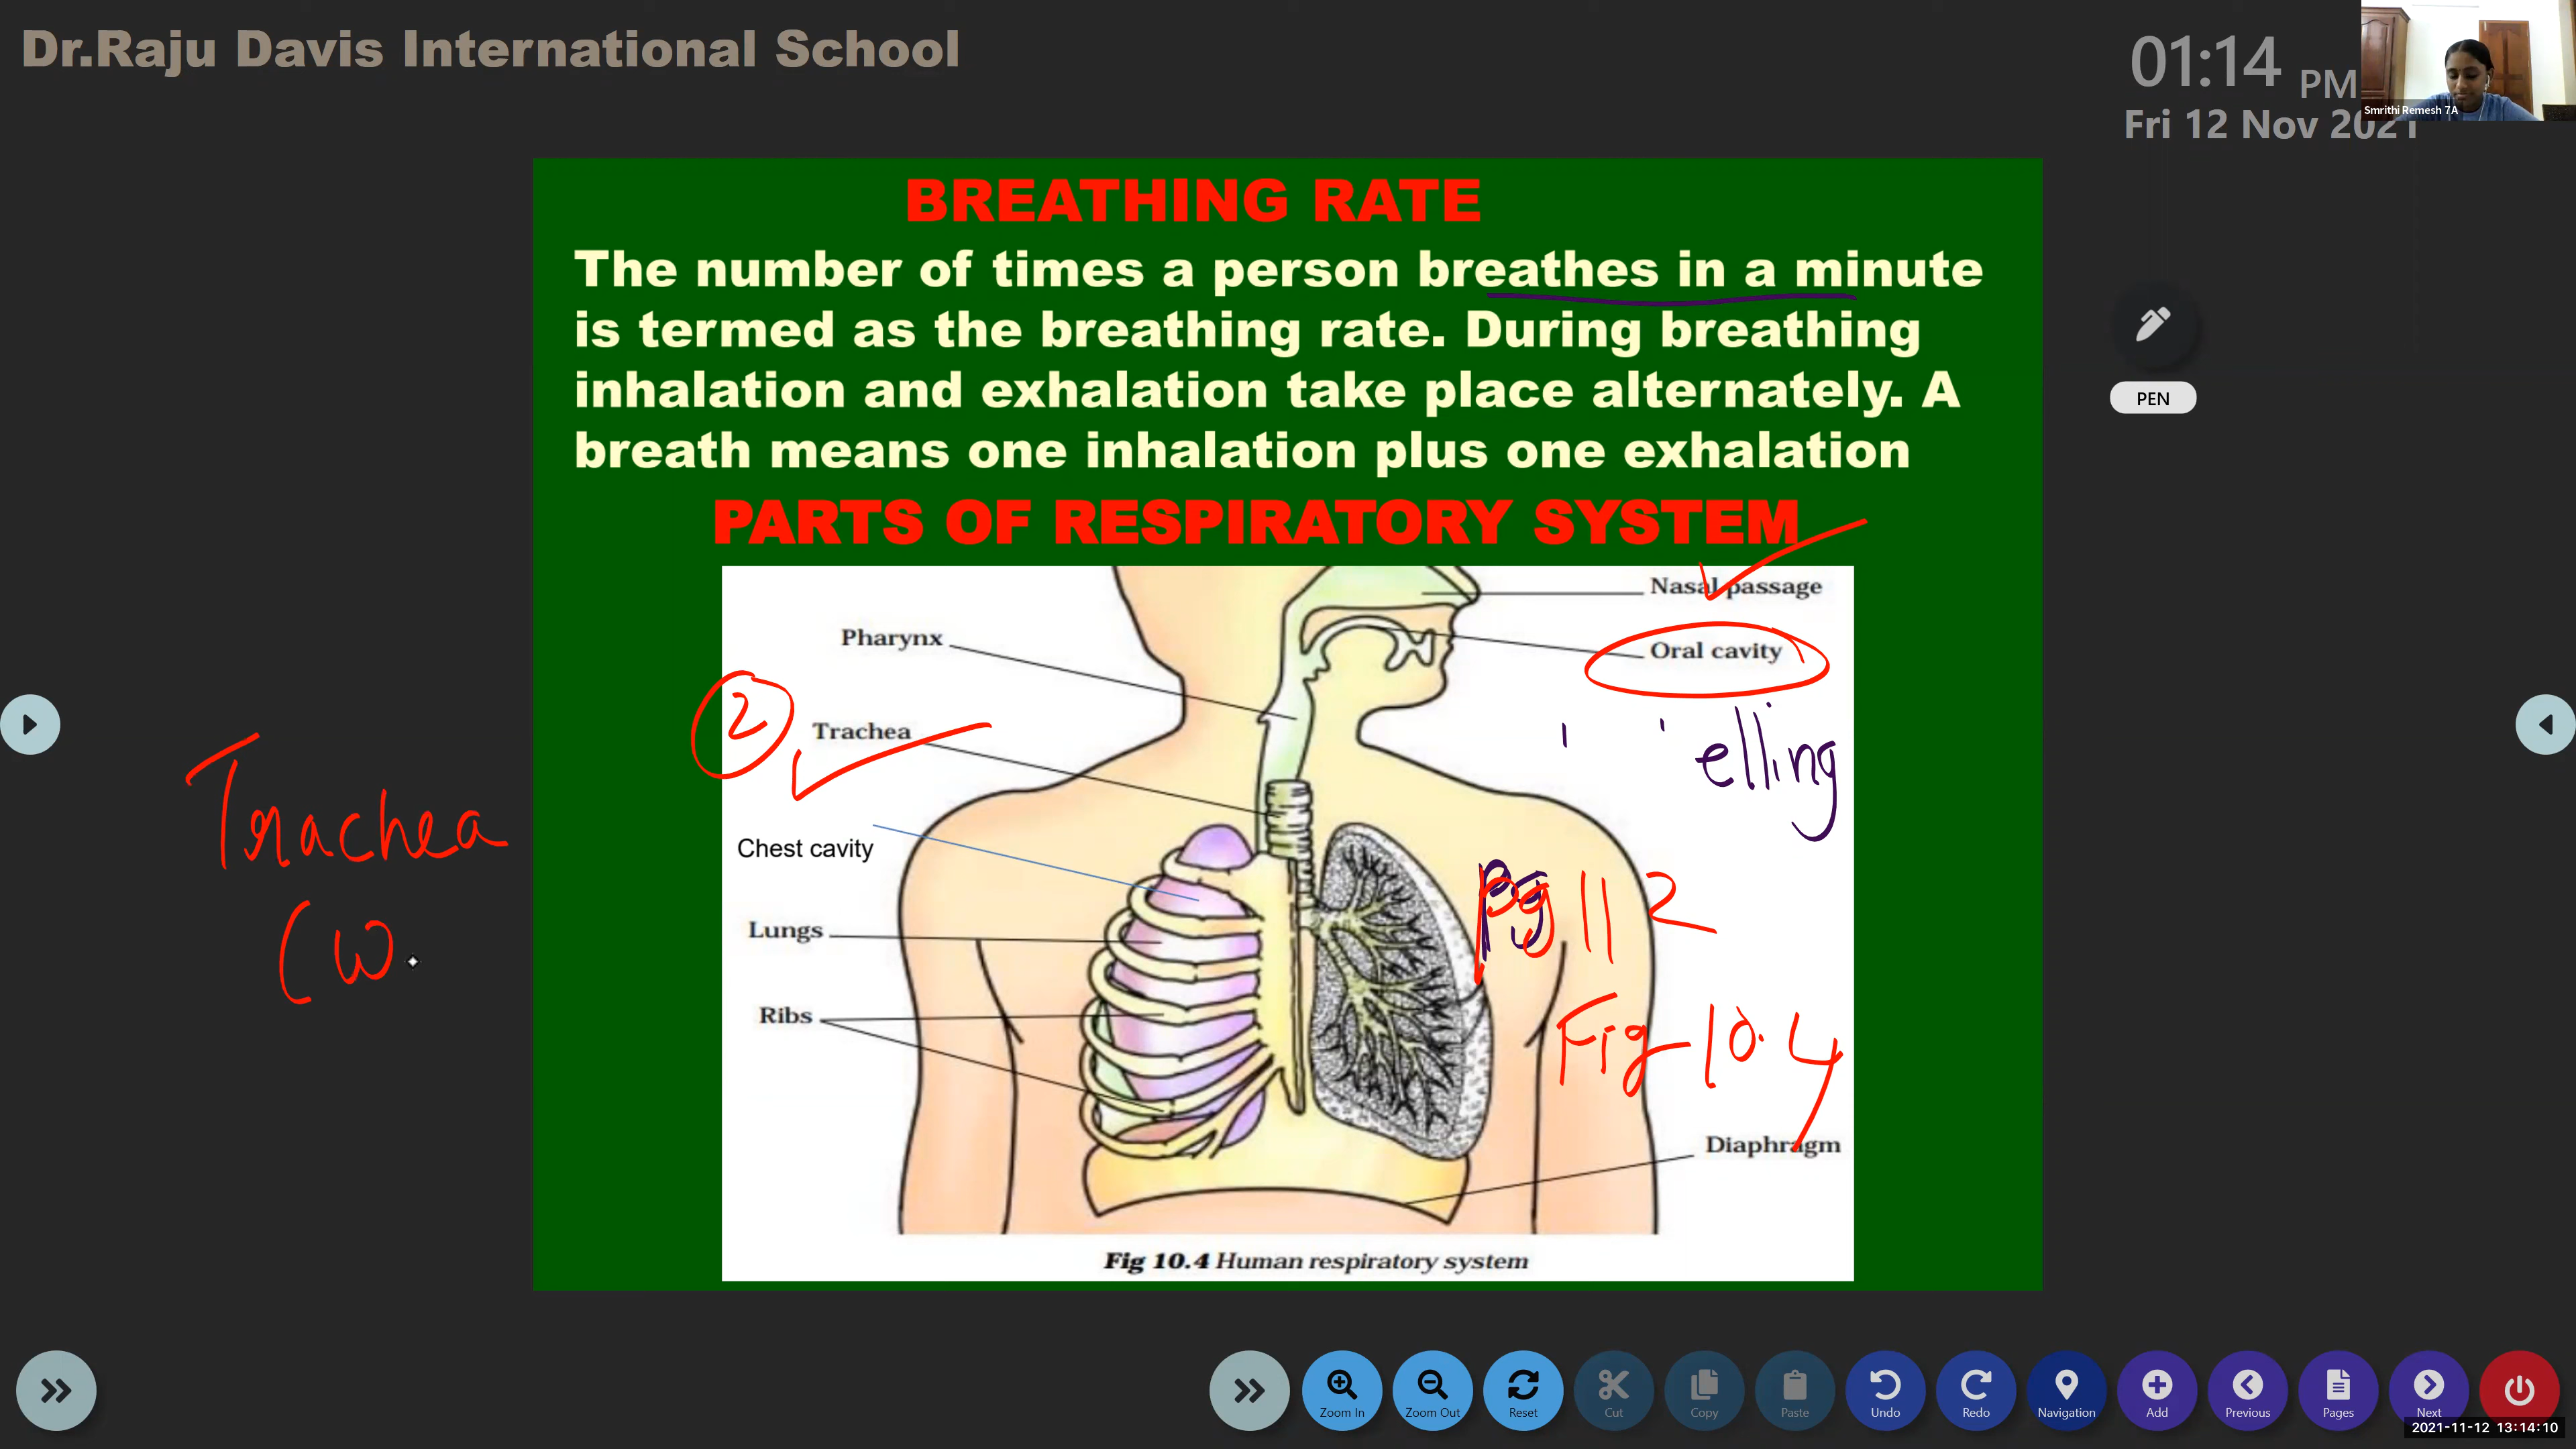 Dr.Raju Davis International School
01:14 PM
Fri 12 Nov 2021
Smrithi Remesh 7A
BREATHING RATE
The number of times a person breathes in a minute
is termed as the breathing rate. During breathing
inhalation and exhalation take place alternately. A
breath means one inhalation plus one exhalation
PEN
PARTS OF RESPIRATORY SYSTEM
Nasal passage
Pharynx
Oral cavity
2
Trachea
elling
Trachea
Chest cavity
pg 112
Lungs
(w
Ribs
Fig 10.4
Diaphragm
Fig 10.4 Human respiratory system
Zoom In
Zoom Out
Reset
Cut
Copy
Paste
Undo
Redo
Navigation
Add
Previous
Pages
Next
2021-11-12 13:14:10